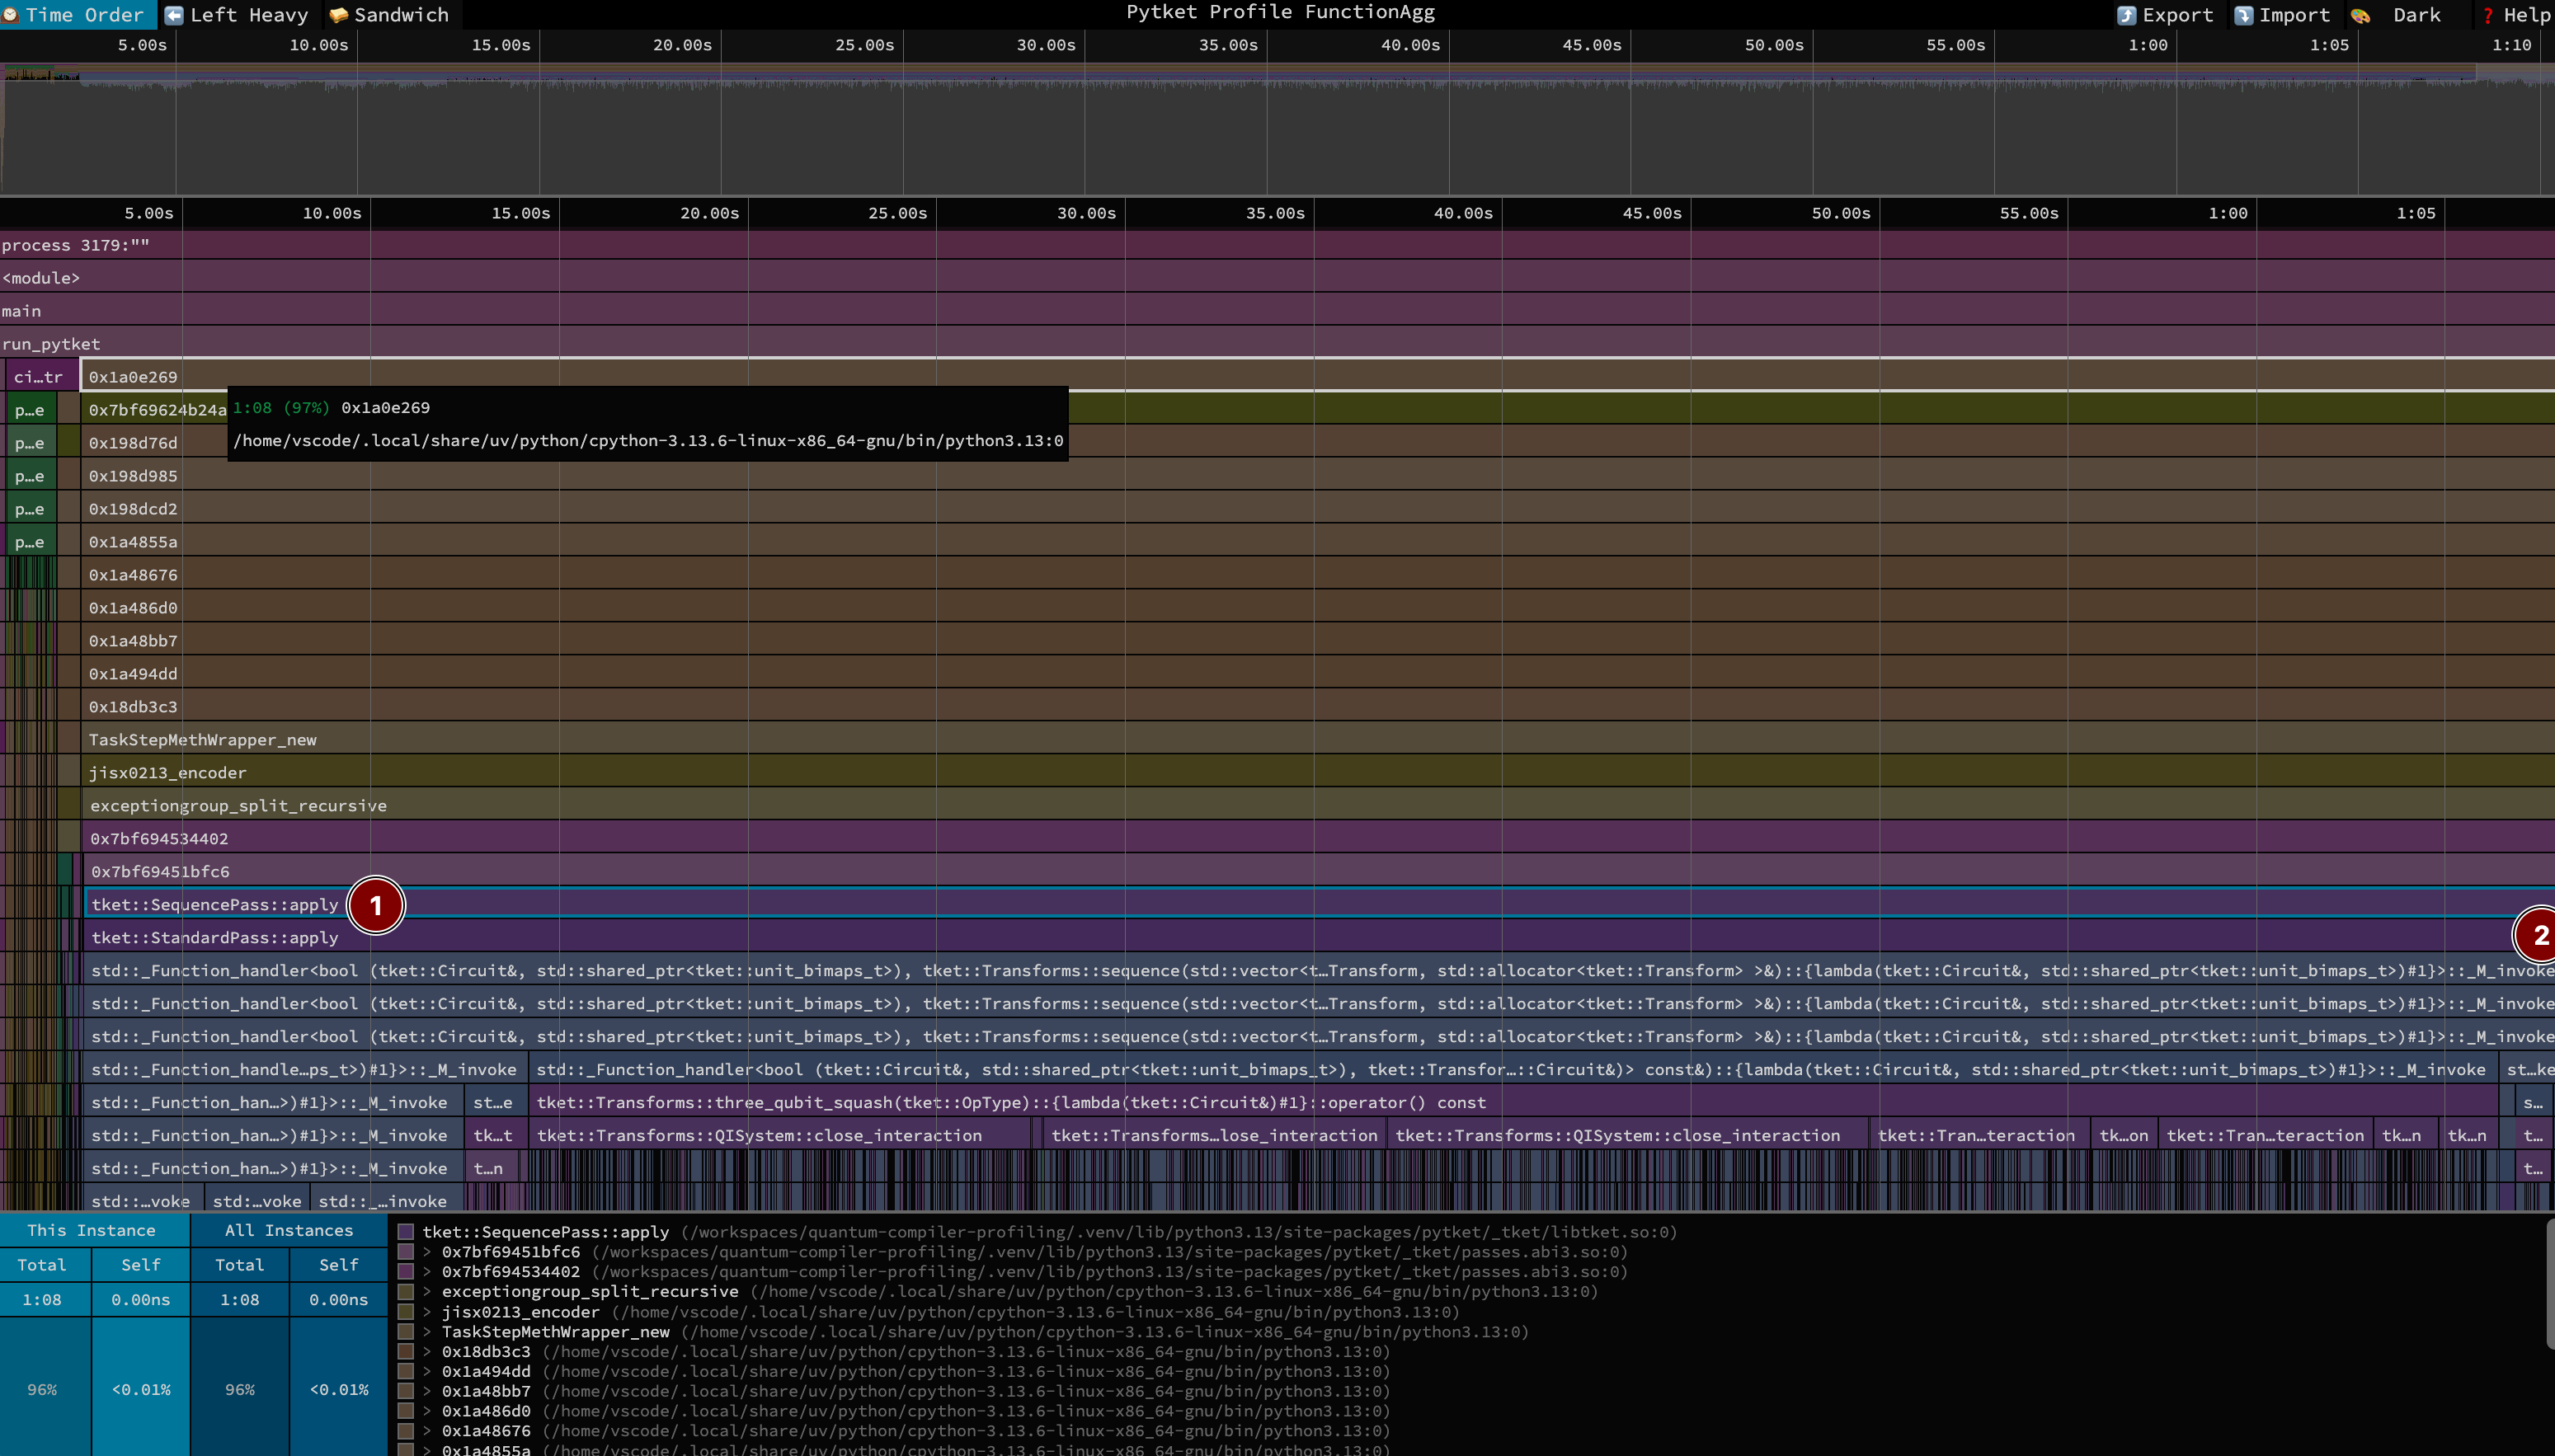 Time Order Left Heavy Sandwich Pytket Profile FunctionAgg Export Import Dark ? Help
5.00s 10.00s 15.00s 20.00s 25.00s 30.00s 35.00s 40.00s 45.00s 50.00s 55.00s 1:00 1:05 1:10
5.00s 10.00s 15.00s 20.00s 25.00s 30.00s 35.00s 40.00s 45.00s 50.00s 55.00s 1:00 1:05
process 3179:""
<module>
main
run_pytket
ci…tr 0x1a0e269
p…e 0x7bf69624b24a 1:08 (97%) 0x1a0e269
p…e 0x198d76d /home/vscode/.local/share/uv/python/cpython-3.13.6-linux-x86_64-gnu/bin/python3.13:0
p…e 0x198d985
p…e 0x198dcd2
p…e 0x1a4855a
0x1a48676
0x1a486d0
0x1a48bb7
0x1a494dd
0x18db3c3
TaskStepMethWrapper_new
jisx0213_encoder
exceptiongroup_split_recursive
0x7bf694534402
0x7bf69451bfc6
tket::SequencePass::apply 1
tket::StandardPass::apply 2
std::_Function_handler<bool (tket::Circuit&, std::shared_ptr<tket::unit_bimaps_t>), tket::Transforms::sequence(std::vector<t…Transform, std::allocator<tket::Transform> >&)::{lambda(tket::Circuit&, std::shared_ptr<tket::unit_bimaps_t>)#1}>::_M_invoke
std::_Function_handler<bool (tket::Circuit&, std::shared_ptr<tket::unit_bimaps_t>), tket::Transforms::sequence(std::vector<t…Transform, std::allocator<tket::Transform> >&)::{lambda(tket::Circuit&, std::shared_ptr<tket::unit_bimaps_t>)#1}>::_M_invoke
std::_Function_handler<bool (tket::Circuit&, std::shared_ptr<tket::unit_bimaps_t>), tket::Transforms::sequence(std::vector<t…Transform, std::allocator<tket::Transform> >&)::{lambda(tket::Circuit&, std::shared_ptr<tket::unit_bimaps_t>)#1}>::_M_invoke
std::_Function_handle…ps_t>)#1}>::_M_invoke std::_Function_handler<bool (tket::Circuit&, std::shared_ptr<tket::unit_bimaps_t>), tket::Transfor…::Circuit&)> const&)::{lambda(tket::Circuit&, std::shared_ptr<tket::unit_bimaps_t>)#1}>::_M_invoke st…ke
std::_Function_han…>)#1}>::_M_invoke st…e tket::Transforms::three_qubit_squash(tket::OpType)::{lambda(tket::Circuit&)#1}::operator() const s…
std::_Function_han…>)#1}>::_M_invoke tk…t tket::Transforms::QISystem::close_interaction tket::Transforms…lose_interaction tket::Transforms::QISystem::close_interaction tket::Tran…teraction tk…on tket::Tran…teraction tk…n tk…n t…
std::_Function_han…>)#1}>::_M_invoke t…n t…
std::…voke std::…voke std::_…_invoke
This Instance All Instances
Total Self Total Self
1:08 0.00ns 1:08 0.00ns
96% <0.01% 96% <0.01%
tket::SequencePass::apply (/workspaces/quantum-compiler-profiling/.venv/lib/python3.13/site-packages/pytket/_tket/libtket.so:0)
> 0x7bf69451bfc6 (/workspaces/quantum-compiler-profiling/.venv/lib/python3.13/site-packages/pytket/_tket/passes.abi3.so:0)
> 0x7bf694534402 (/workspaces/quantum-compiler-profiling/.venv/lib/python3.13/site-packages/pytket/_tket/passes.abi3.so:0)
> exceptiongroup_split_recursive (/home/vscode/.local/share/uv/python/cpython-3.13.6-linux-x86_64-gnu/bin/python3.13:0)
> jisx0213_encoder (/home/vscode/.local/share/uv/python/cpython-3.13.6-linux-x86_64-gnu/bin/python3.13:0)
> TaskStepMethWrapper_new (/home/vscode/.local/share/uv/python/cpython-3.13.6-linux-x86_64-gnu/bin/python3.13:0)
> 0x18db3c3 (/home/vscode/.local/share/uv/python/cpython-3.13.6-linux-x86_64-gnu/bin/python3.13:0)
> 0x1a494dd (/home/vscode/.local/share/uv/python/cpython-3.13.6-linux-x86_64-gnu/bin/python3.13:0)
> 0x1a48bb7 (/home/vscode/.local/share/uv/python/cpython-3.13.6-linux-x86_64-gnu/bin/python3.13:0)
> 0x1a486d0 (/home/vscode/.local/share/uv/python/cpython-3.13.6-linux-x86_64-gnu/bin/python3.13:0)
> 0x1a48676 (/home/vscode/.local/share/uv/python/cpython-3.13.6-linux-x86_64-gnu/bin/python3.13:0)
> 0x1a4855a (/home/vscode/.local/share/uv/python/cpython-3.13.6-linux-x86_64-gnu/bin/python3.13:0)